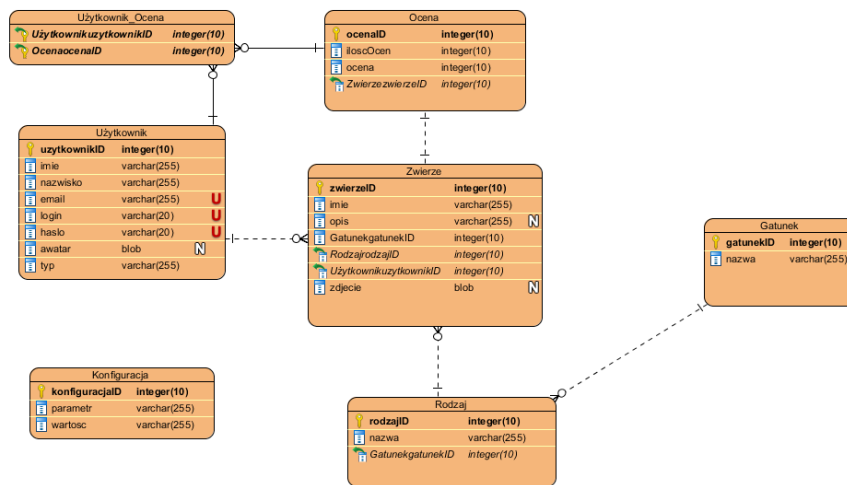 Użytkownik_Ocena
UżytkownikuzytkownikID integer(10)
OcenaocenaID integer(10)
Ocena
ocenaID integer(10)
iloscOcen integer(10)
ocena integer(10)
ZwierzezwierzeID integer(10)
Użytkownik
uzytkownikID integer(10)
imie varchar(255)
nazwisko varchar(255)
email varchar(255) U
login varchar(20) U
haslo varchar(20) U
awatar blob N
typ varchar(255)
Zwierze
zwierzeID integer(10)
imie varchar(255)
opis varchar(255) N
GatunekgatunekID integer(10)
RodzajrodzajID integer(10)
UżytkownikuzytkownikID integer(10)
zdjecie blob N
Gatunek
gatunekID integer(10)
nazwa varchar(255)
Konfiguracja
konfiguracjaID integer(10)
parametr varchar(255)
wartosc varchar(255)
Rodzaj
rodzajID integer(10)
nazwa varchar(255)
GatunekgatunekID integer(10)